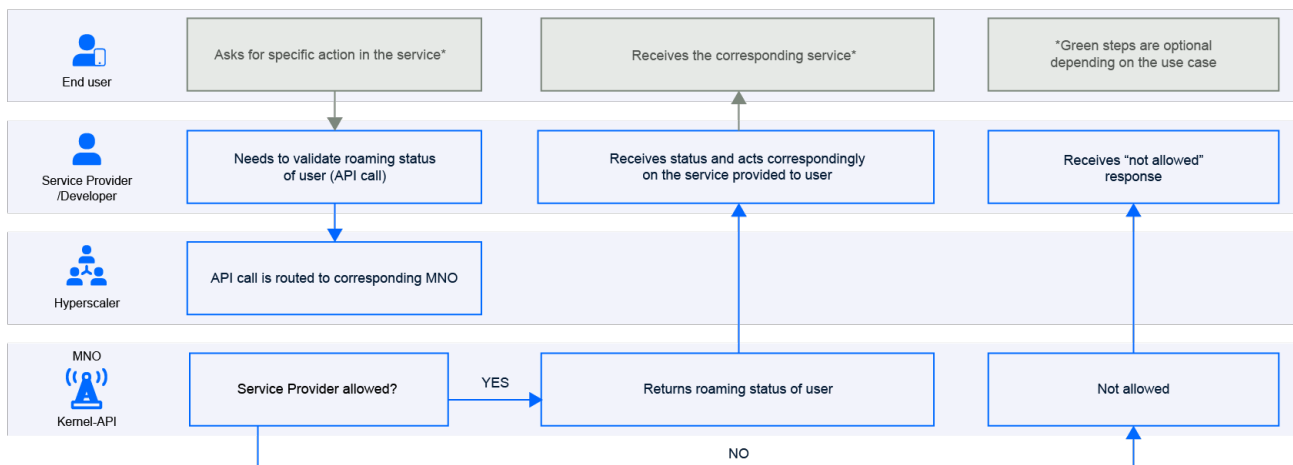 Asks for specific action in the service*
Receives the corresponding service*
*Green steps are optional
depending on the use case
End user
Needs to validate roaming status
of user (API call)
Receives status and acts correspondingly
on the service provided to user
Receives “not allowed”
response
Service Provider
/Developer
API call is routed to corresponding MNO
Hyperscaler
MNO
Kernel-API
Service Provider allowed?
YES
Returns roaming status of user
Not allowed
NO